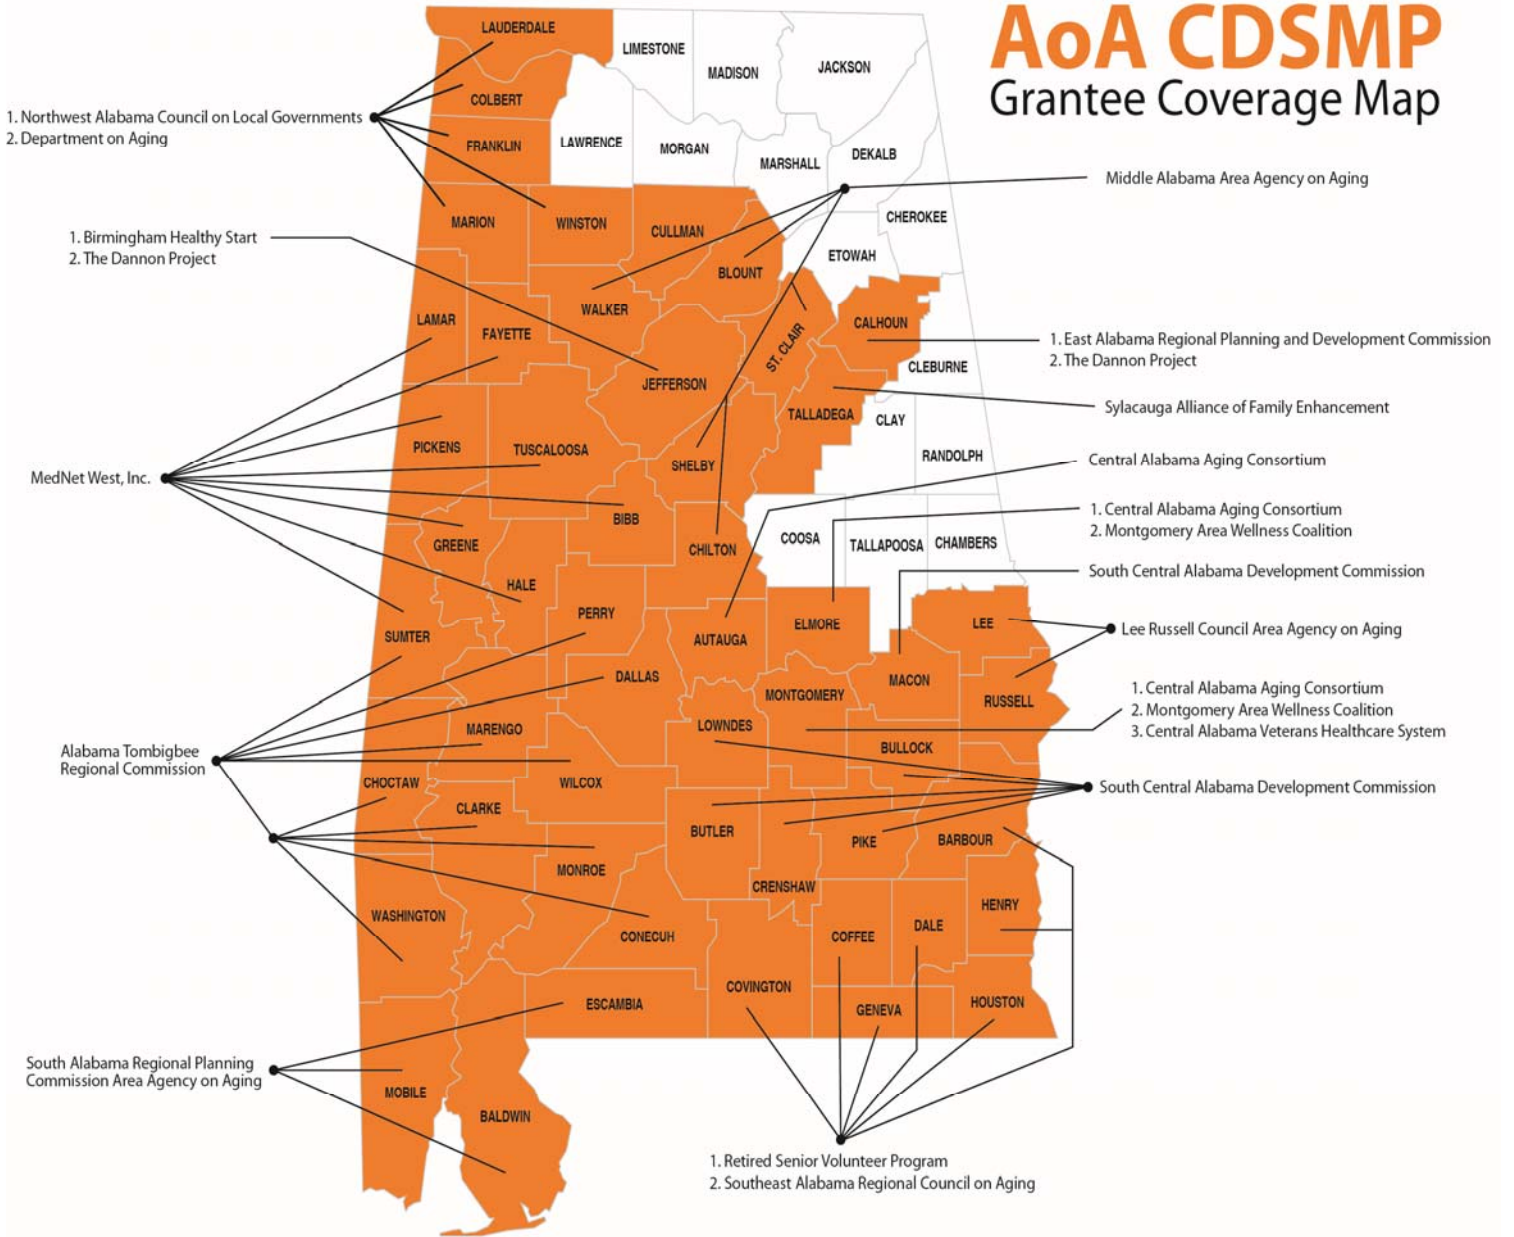 AoA CDSMP
Grantee Coverage Map
1. Northwest Alabama Council on Local Governments
2. Department on Aging
1. Birmingham Healthy Start
2. The Dannon Project
MedNet West, Inc.
Alabama Tombigbee
Regional Commission
South Alabama Regional Planning
Commission Area Agency on Aging
LAUDERDALE
LIMESTONE
MADISON
JACKSON
COLBERT
FRANKLIN
LAWRENCE
MORGAN
MARSHALL
DEKALB
MARION
WINSTON
CULLMAN
BLOUNT
CHEROKEE
ETOWAH
WALKER
LAMAR
FAYETTE
ST. CLAIR
CALHOUN
CLEBURNE
JEFFERSON
TALLADEGA
CLAY
PICKENS
TUSCALOOSA
SHELBY
RANDOLPH
BIBB
GREENE
CHILTON
COOSA
TALLAPOOSA
CHAMBERS
HALE
PERRY
SUMTER
AUTAUGA
ELMORE
LEE
DALLAS
MONTGOMERY
MACON
RUSSELL
MARENGO
LOWNDES
BULLOCK
CHOCTAW
WILCOX
CLARKE
BUTLER
PIKE
BARBOUR
MONROE
CRENSHAW
WASHINGTON
CONECUH
COFFEE
DALE
HENRY
COVINGTON
ESCAMBIA
GENEVA
HOUSTON
MOBILE
BALDWIN
Middle Alabama Area Agency on Aging
1. East Alabama Regional Planning and Development Commission
2. The Dannon Project
Sylacauga Alliance of Family Enhancement
Central Alabama Aging Consortium
1. Central Alabama Aging Consortium
2. Montgomery Area Wellness Coalition
South Central Alabama Development Commission
Lee Russell Council Area Agency on Aging
1. Central Alabama Aging Consortium
2. Montgomery Area Wellness Coalition
3. Central Alabama Veterans Healthcare System
South Central Alabama Development Commission
1. Retired Senior Volunteer Program
2. Southeast Alabama Regional Council on Aging